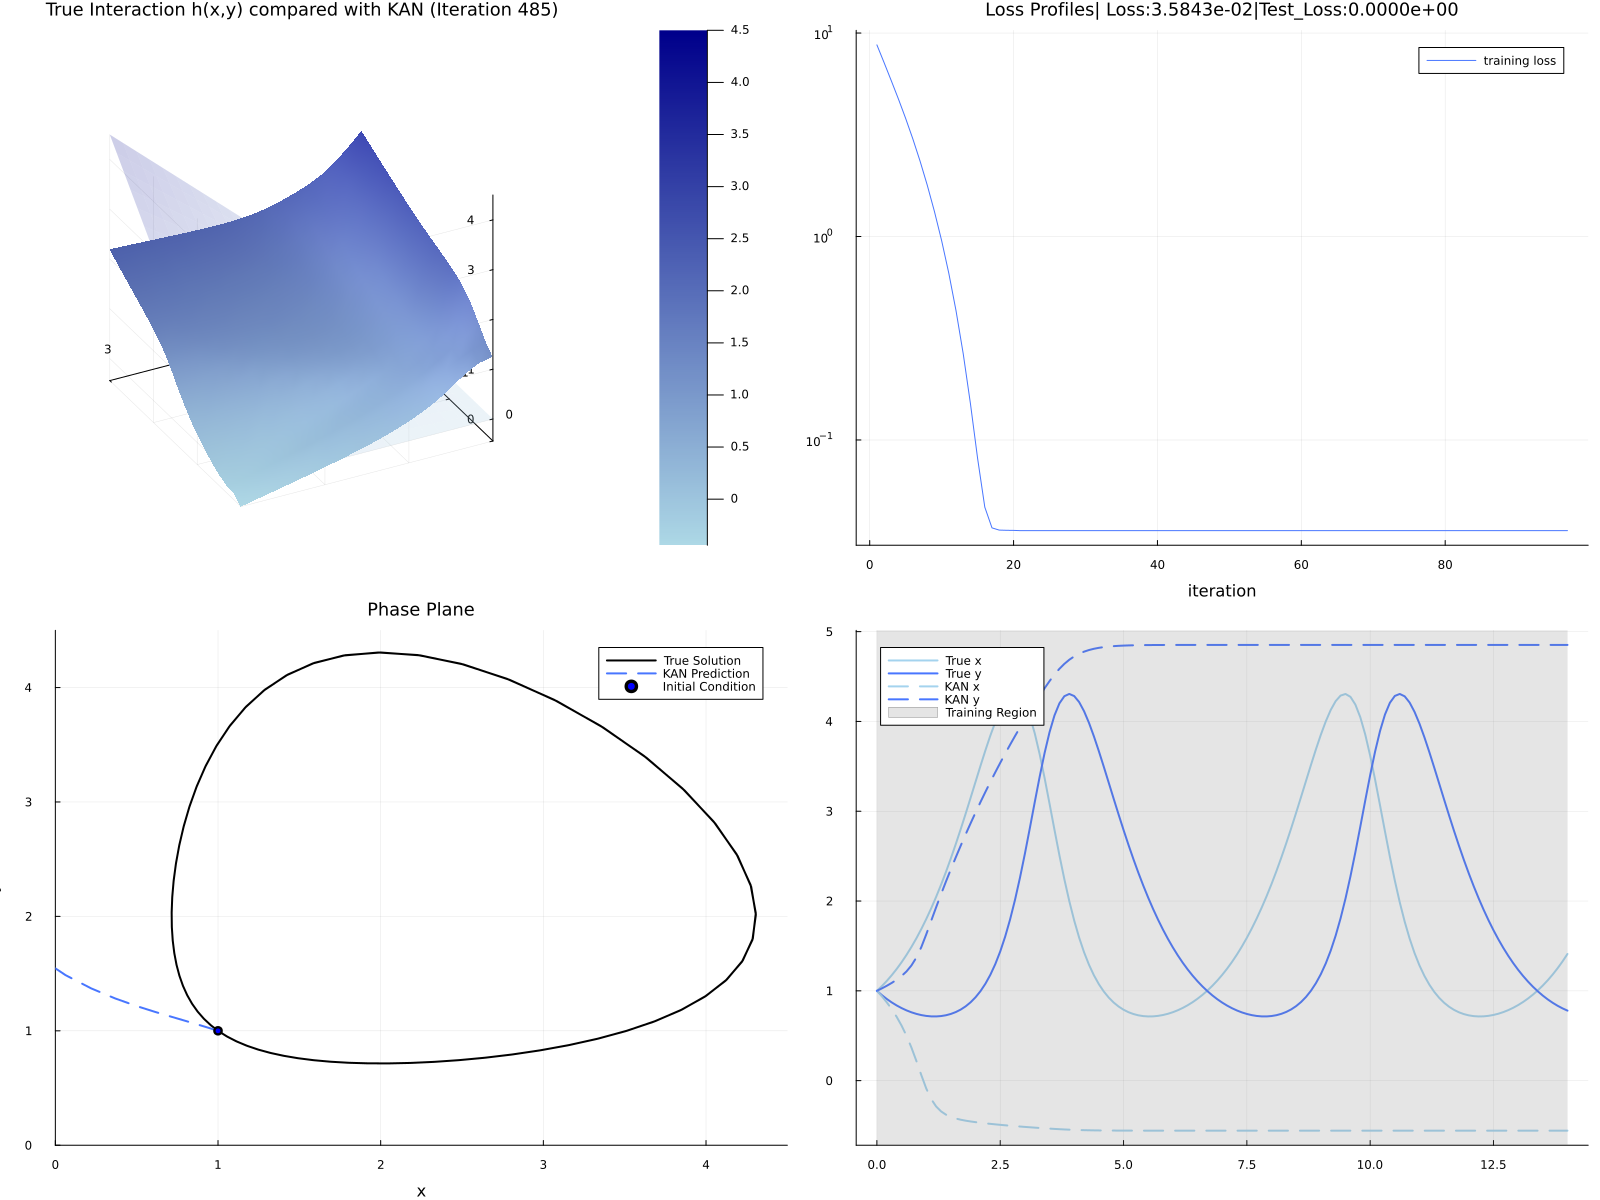 True Interaction h(x,y) compared with KAN (Iteration 485)
4.5
4.0
3.5
3.0
2.5
2.0
1.5
1.0
0.5
0
4
3
1
0
3
0
Loss Profiles| Loss:3.5843e-02|Test_Loss:0.0000e+00
training loss
10^1
10^0
10^-1
0 20 40 60 80
iteration
Phase Plane
True Solution
KAN Prediction
Initial Condition
4
3
2
1
0
0 1 2 3 4
x
True x
True y
KAN x
KAN y
Training Region
5
4
3
2
1
0
0.0 2.5 5.0 7.5 10.0 12.5